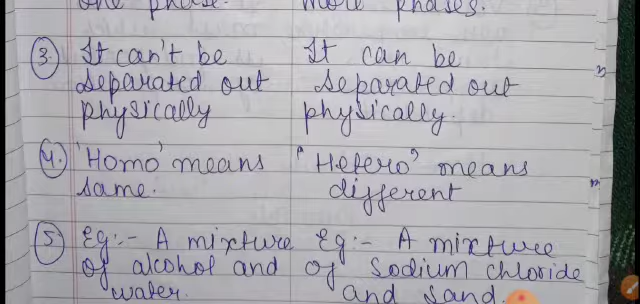 one phase. more phases.
3. It can't be It can be
separated out separated out
physically physically.
4. 'Homo' means "Hetero" means
same. different
5. Eg:- A mixture Eg:- A mixture
of alcohol and of Sodium chloride
water. and sand.